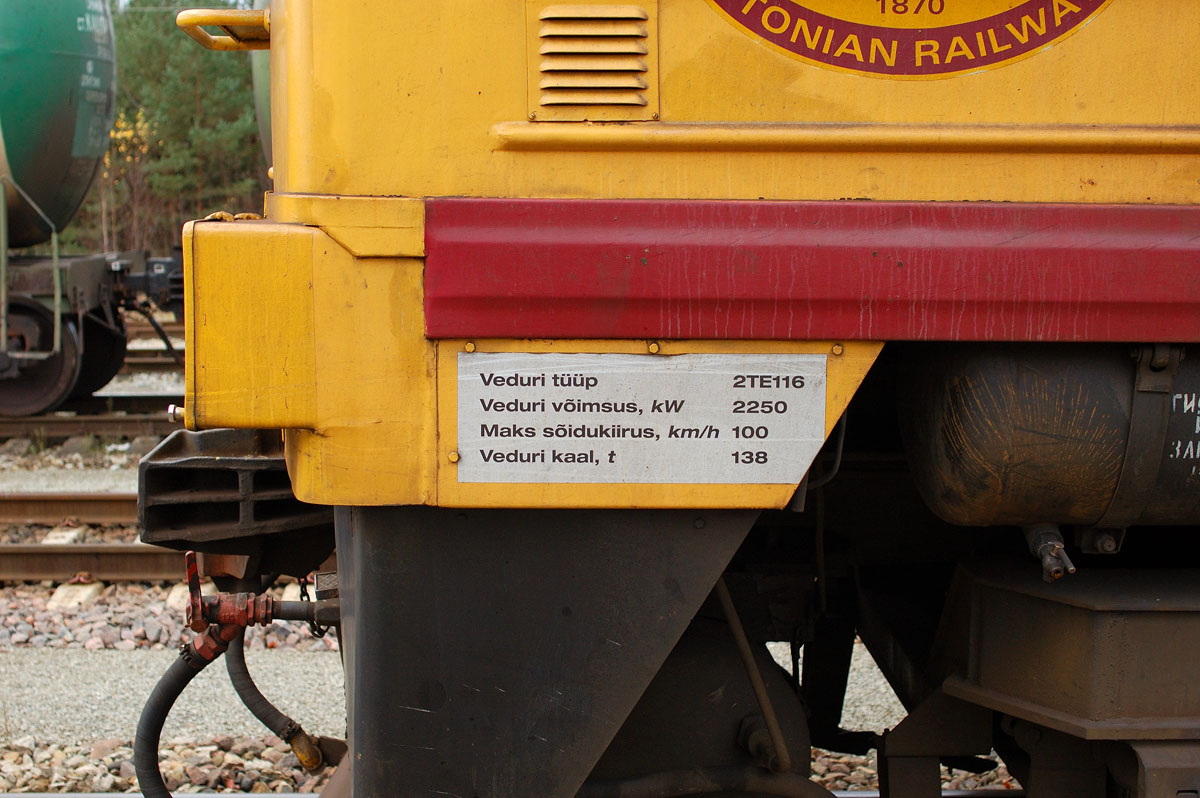 1870
TONIAN RAILWA
Veduri tüüp 2TE116
Veduri võimsus, kW 2250
Maks sõidukiirus, km/h 100
Veduri kaal, t 138